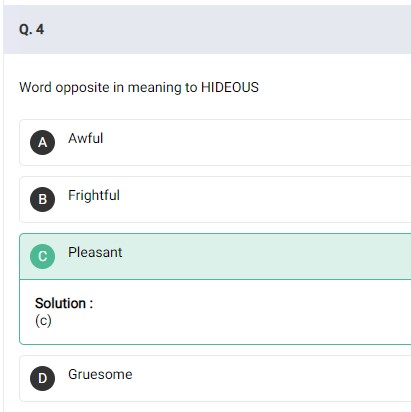 Q. 4
Word opposite in meaning to HIDEOUS
A Awful
B Frightful
C Pleasant
Solution :
(c)
D Gruesome